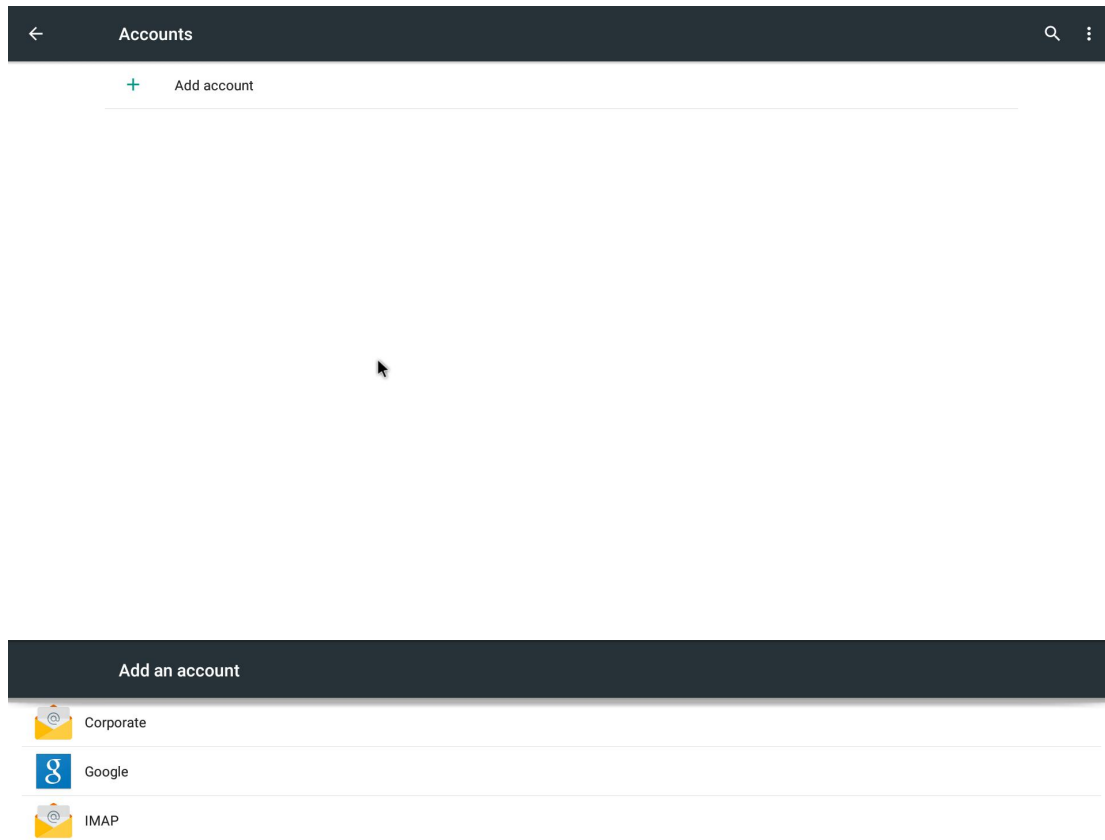 Accounts
Add account
Add an account
@ Corporate
g Google
@ IMAP